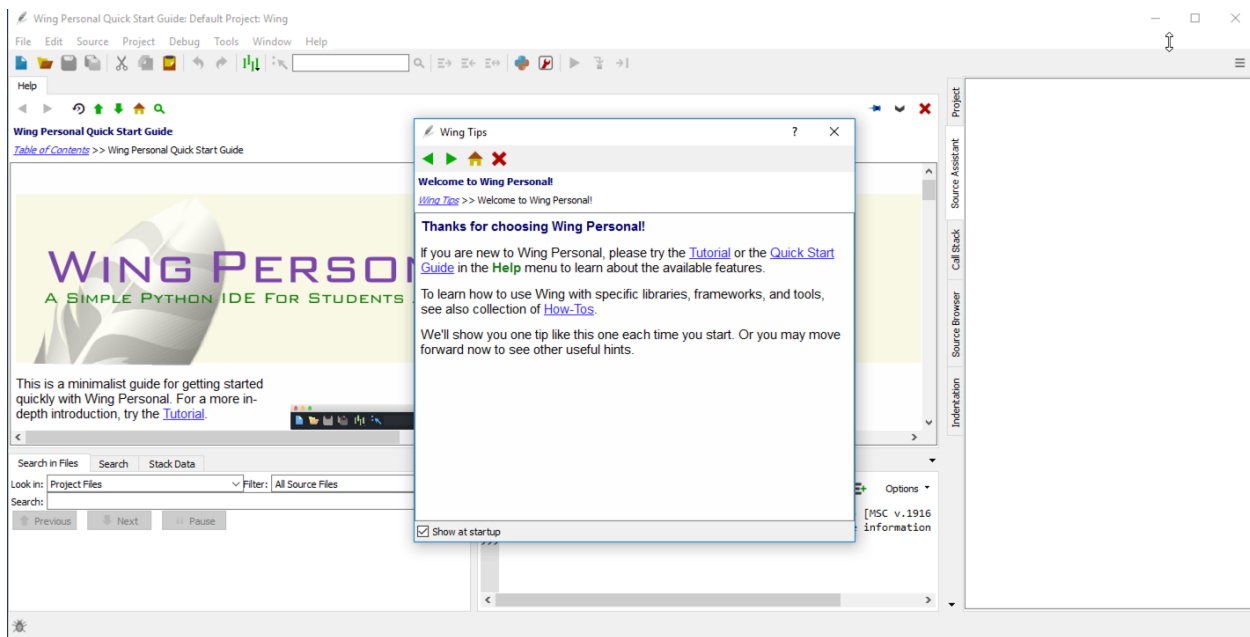 Wing Personal Quick Start Guide: Default Project: Wing
File Edit Source Project Debug Tools Window Help
Help
Wing Personal Quick Start Guide
Table of Contents >> Wing Personal Quick Start Guide
WING PERSO
A SIMPLE PYTHON IDE FOR STUDENTS
This is a minimalist guide for getting started
quickly with Wing Personal. For a more in-
depth introduction, try the Tutorial.
Wing Tips
Welcome to Wing Personal!
Wing Tips >> Welcome to Wing Personal!
Thanks for choosing Wing Personal!
If you are new to Wing Personal, please try the Tutorial or the Quick Start
Guide in the Help menu to learn about the available features.
To learn how to use Wing with specific libraries, frameworks, and tools,
see also collection of How-Tos.
We'll show you one tip like this one each time you start. Or you may move
forward now to see other useful hints.
Show at startup
Project
Source Assistant
Call Stack
Source Browser
Indentation
Search in Files Search Stack Data
Look in: Project Files Filter: All Source Files
Search:
Previous Next Pause
Options
[MSC v.1916
information
>>>